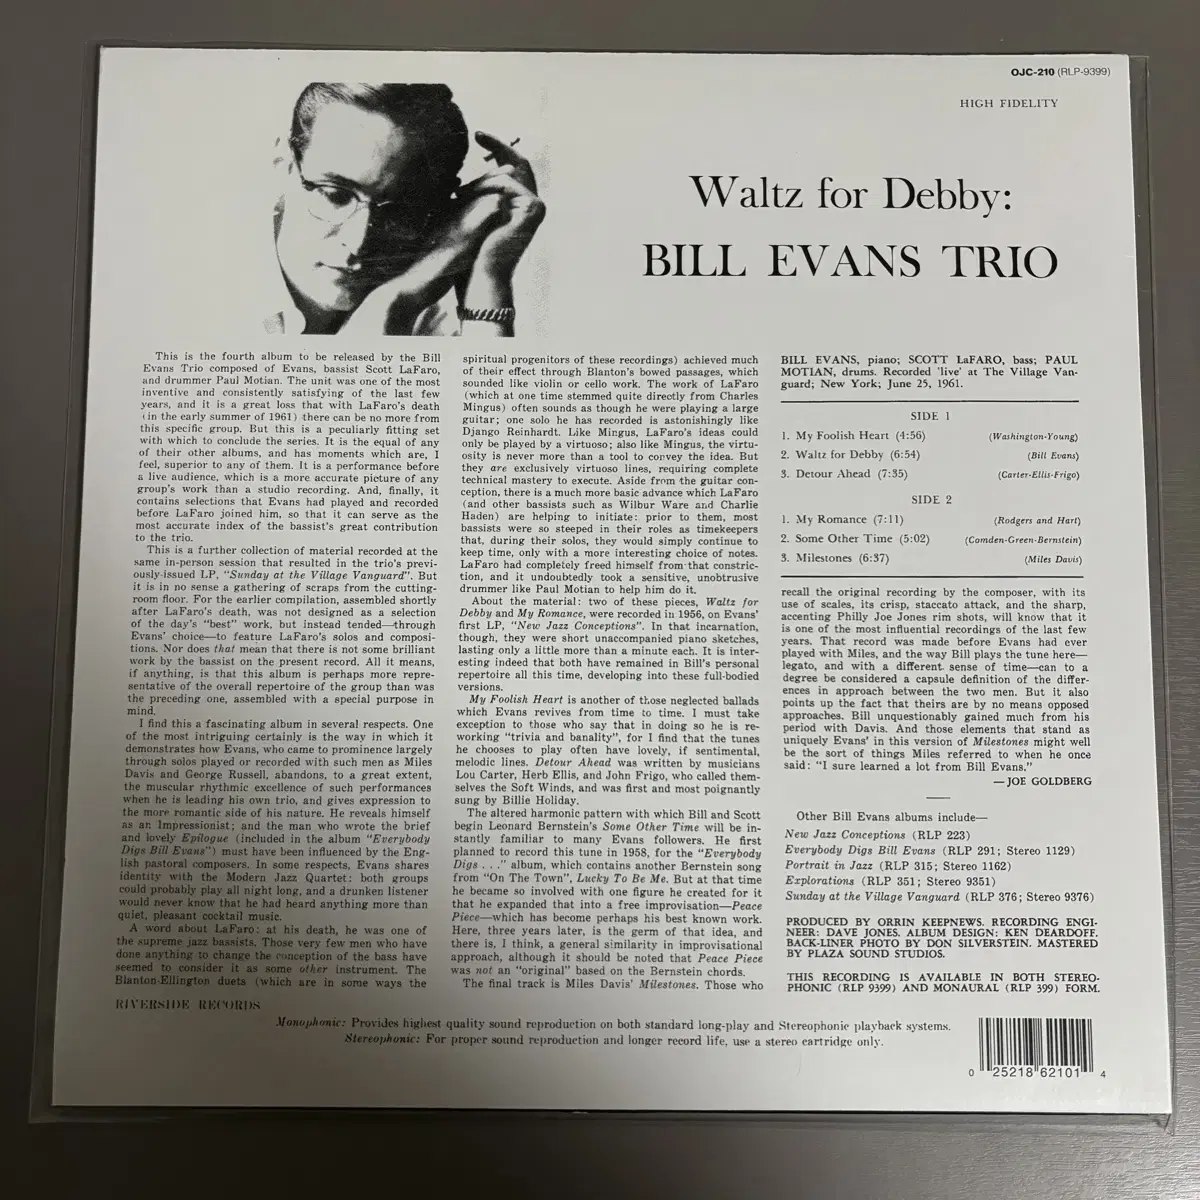 OJC-210 (RLP-9399)
HIGH FIDELITY
Waltz for Debby:
BILL EVANS TRIO
This is the fourth album to be released by the Bill
Evans Trio composed of Evans, bassist Scott LaFaro,
and drummer Paul Motian. The unit was one of the most
inventive and consistently satisfying of the last few
years, and it is a great loss that with LaFaro's death
(in the early summer of 1961) there can be no more from
this specific group. But this is a peculiarly fitting set
with which to conclude the series. It is the equal of any
of their other albums, and has moments which are, I
feel, superior to any of them. It is a performance before
a live audience, which is a more accurate picture of any
group's work than a studio recording. And, finally, it
contains selections that Evans had played and recorded
before LaFaro joined him, so that it can serve as the
most accurate index of the bassist's great contribution
to the trio.
This is a further collection of material recorded at the
same in-person session that resulted in the trio's previ-
ously-issued LP, "Sunday at the Village Vanguard". But
it is in no sense a gathering of scraps from the cutting-
room floor. For the earlier compilation, assembled shortly
after LaFaro's death, was not designed as a selection
of the day's "best" work, but instead tended—through
Evans' choice—to feature LaFaro's solos and composi-
tions. Nor does that mean that there is not some brilliant
work by the bassist on the present record. All it means,
if anything, is that this album is perhaps more repre-
sentative of the overall repertoire of the group than was
the preceding one, assembled with a special purpose in
mind.
I find this a fascinating album in several respects. One
of the most intriguing certainly is the way in which it
demonstrates how Evans, who came to prominence largely
through solos played or recorded with such men as Miles
Davis and George Russell, abandons, to a great extent,
the muscular rhythmic excellence of such performances
when he is leading his own trio, and gives expression to
the more romantic side of his nature. He reveals himself
as an Impressionist; and the man who wrote the brief
and lovely Epilogue (included in the album "Everybody
Digs Bill Evans") must have been influenced by the Eng-
lish pastoral composers. In some respects, Evans shares
identity with the Modern Jazz Quartet: both groups
could probably play all night long, and a drunken listener
would never know that he had heard anything more than
quiet, pleasant cocktail music.
A word about LaFaro: at his death, he was one of
the supreme jazz bassists. Those very few men who have
done anything to change the conception of the bass have
seemed to consider it as some other instrument. The
Blanton-Ellington duets (which are in some ways the
spiritual progenitors of these recordings) achieved much
of their effect through Blanton's bowed passages, which
sounded like violin or cello work. The work of LaFaro
(which at one time stemmed quite directly from Charles
Mingus) often sounds as though he were playing a large
guitar; one solo he has recorded is astonishingly like
Django Reinhardt. Like Mingus, LaFaro's ideas could
only be played by a virtuoso; also like Mingus, the virtu-
osity is never more than a tool to convey the idea. But
they are exclusively virtuoso lines, requiring complete
technical mastery to execute. Aside from the guitar con-
ception, there is a much more basic advance which LaFaro
(and other bassists such as Wilbur Ware and Charlie
Haden) are helping to initiate: prior to them, most
bassists were so steeped in their roles as timekeepers
that, during their solos, they would simply continue to
keep time, only with a more interesting choice of notes.
LaFaro had completely freed himself from that constric-
tion, and it undoubtedly took a sensitive, unobtrusive
drummer like Paul Motian to help him do it.
About the material: two of these pieces, Waltz for
Debby and My Romance, were recorded in 1956, on Evans'
first LP, "New Jazz Conceptions". In that incarnation,
though, they were short unaccompanied piano sketches,
lasting only a little more than a minute each. It is inter-
esting indeed that both have remained in Bill's personal
repertoire all this time, developing into these full-bodied
versions.
My Foolish Heart is another of those neglected ballads
which Evans revives from time to time. I must take
exception to those who say that in doing so he is re-
working "trivia and banality", for I find that the tunes
he chooses to play often have lovely, if sentimental,
melodic lines. Detour Ahead was written by musicians
Lou Carter, Herb Ellis, and John Frigo, who called them-
selves the Soft Winds, and was first and most poignantly
sung by Billie Holiday.
The altered harmonic pattern with which Bill and Scott
begin Leonard Bernstein's Some Other Time will be in-
stantly familiar to many Evans followers. He first
planned to record this tune in 1958, for the "Everybody
Digs . . ." album, which contains another Bernstein song
from "On The Town", Lucky To Be Me. But at that time
he became so involved with one figure he created for it
that he expanded that into a free improvisation—Peace
Piece—which has become perhaps his best known work.
Here, three years later, is the germ of that idea, and
there is, I think, a general similarity in improvisational
approach, although it should be noted that Peace Piece
was not an "original" based on the Bernstein chords.
The final track is Miles Davis' Milestones. Those who
BILL EVANS, piano; SCOTT LaFARO, bass; PAUL
MOTIAN, drums. Recorded 'live' at The Village Van-
guard; New York; June 25, 1961.
SIDE 1
1. My Foolish Heart (4:56) (Washington-Young)
2. Waltz for Debby (6:54) (Bill Evans)
3. Detour Ahead (7:35) (Carter-Ellis-Frigo)
SIDE 2
1. My Romance (7:11) (Rodgers and Hart)
2. Some Other Time (5:02) (Comden-Green-Bernstein)
3. Milestones (6:37) (Miles Davis)
recall the original recording by the composer, with its
use of scales, its crisp, staccato attack, and the sharp,
accenting Philly Joe Jones rim shots, will know that it
is one of the most influential recordings of the last few
years. That record was made before Evans had ever
played with Miles, and the way Bill plays the tune here—
legato, and with a different sense of time—can to a
degree be considered a capsule definition of the differ-
ences in approach between the two men. But it also
points up the fact that theirs are by no means opposed
approaches. Bill unquestionably gained much from his
period with Davis. And those elements that stand as
uniquely Evans' in this version of Milestones might well
be the sort of things Miles referred to when he once
said: "I sure learned a lot from Bill Evans."
—JOE GOLDBERG
Other Bill Evans albums include—
New Jazz Conceptions (RLP 223)
Everybody Digs Bill Evans (RLP 291; Stereo 1129)
Portrait in Jazz (RLP 315; Stereo 1162)
Explorations (RLP 351; Stereo 9351)
Sunday at the Village Vanguard (RLP 376; Stereo 9376)
PRODUCED BY ORRIN KEEPNEWS. RECORDING ENGI-
NEER: DAVE JONES. ALBUM DESIGN: KEN DEARDOFF.
BACK-LINER PHOTO BY DON SILVERSTEIN. MASTERED
BY PLAZA SOUND STUDIOS.
THIS RECORDING IS AVAILABLE IN BOTH STEREO-
PHONIC (RLP 9399) AND MONAURAL (RLP 399) FORM.
RIVERSIDE RECORDS
Monophonic: Provides highest quality sound reproduction on both standard long-play and Stereophonic playback systems.
Stereophonic: For proper sound reproduction and longer record life, use a stereo cartridge only.
0 25218 62101 4